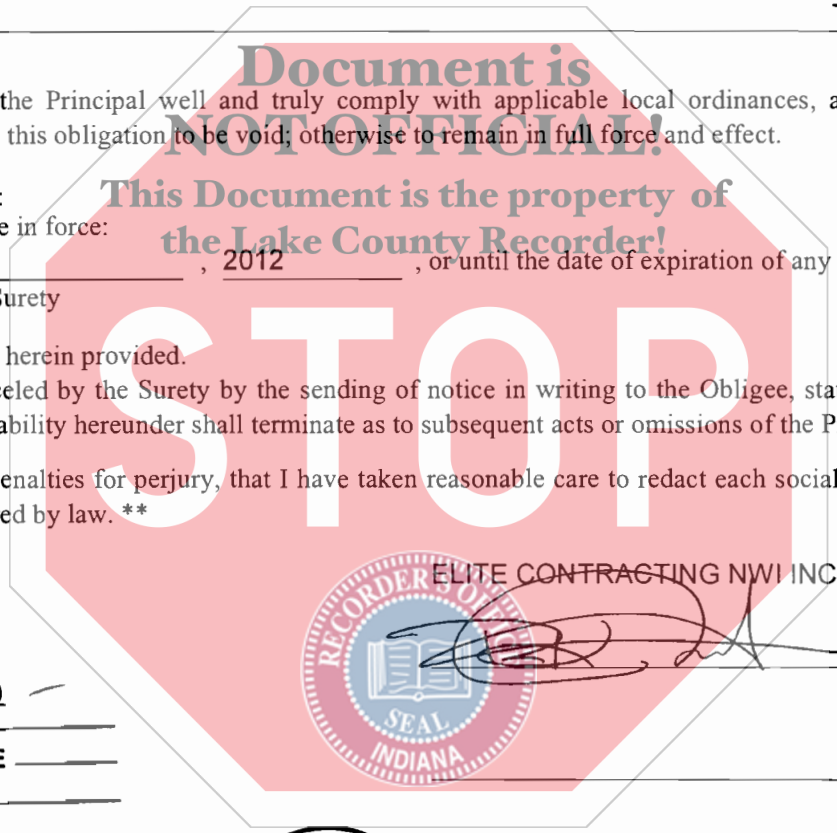 Document is
the Principal well and truly comply with applicable local ordinances, a
NOT OFFICIAL!
this obligation to be void; otherwise to remain in full force and effect.
This Document is the property of
:
e in force:
the Lake County Recorder!
, 2012 , or until the date of expiration of any
Surety
STOP
herein provided.
celed by the Surety by the sending of notice in writing to the Obligee, sta
ability hereunder shall terminate as to subsequent acts or omissions of the P
enalties for perjury, that I have taken reasonable care to redact each social
ed by law. **
ELITE CONTRACTING NWI INC
RECORDER'S OFFICE
SEAL
INDIANA
E